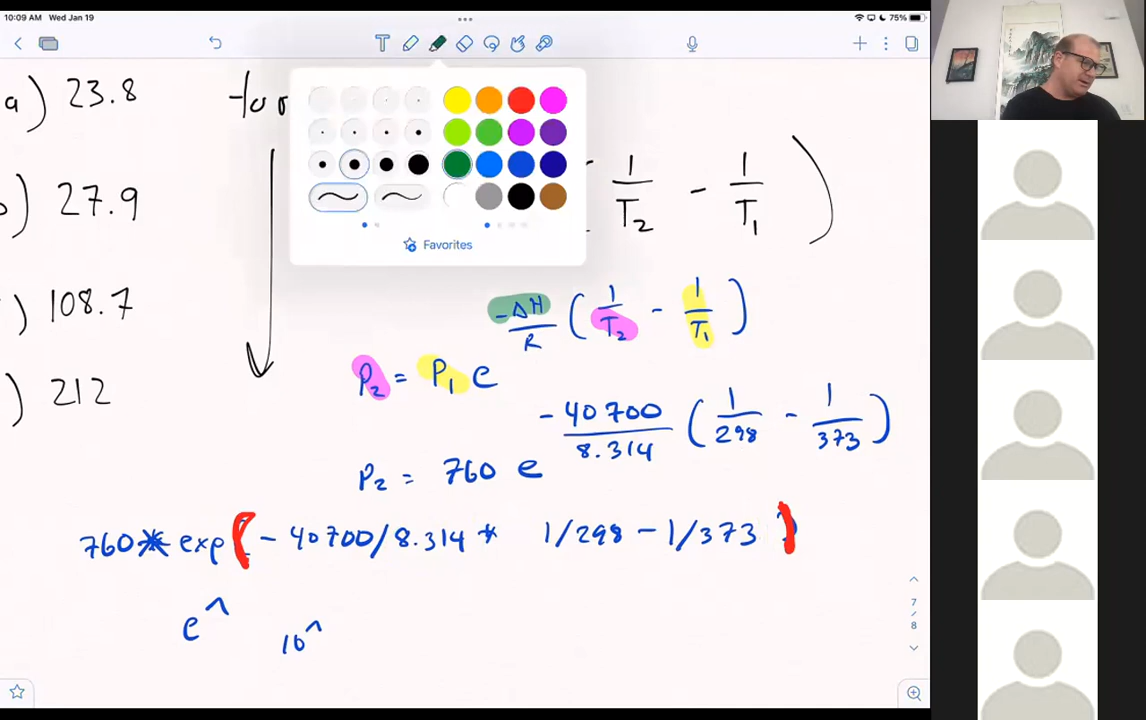 10:09 AM Wed Jan 19
75%
T
a) 23.8
) 27.9
) 108.7
) 212
tor
Favorites
1/T₂ - 1/T₁ )
-ΔH/R ( 1/T₂ - 1/T₁ )
P₂ = P₁ e
-40700/8.314 ( 1/298 - 1/373 )
P₂ = 760 e
760 * exp ( - 40700/8.314 * 1/298 - 1/373 )
e^ 10^
7
/
8